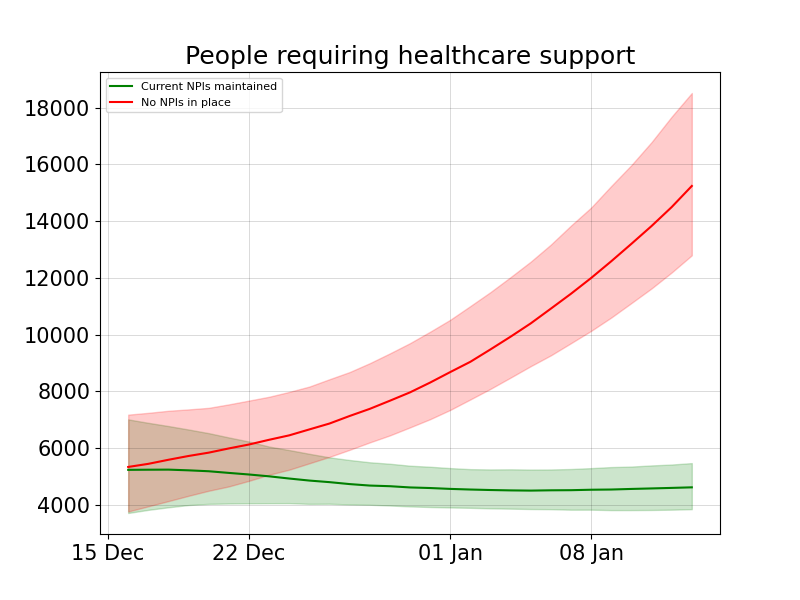 People requiring healthcare support
Current NPIs maintained
No NPIs in place
18000
16000
14000
12000
10000
8000
6000
4000
15 Dec 22 Dec 01 Jan 08 Jan